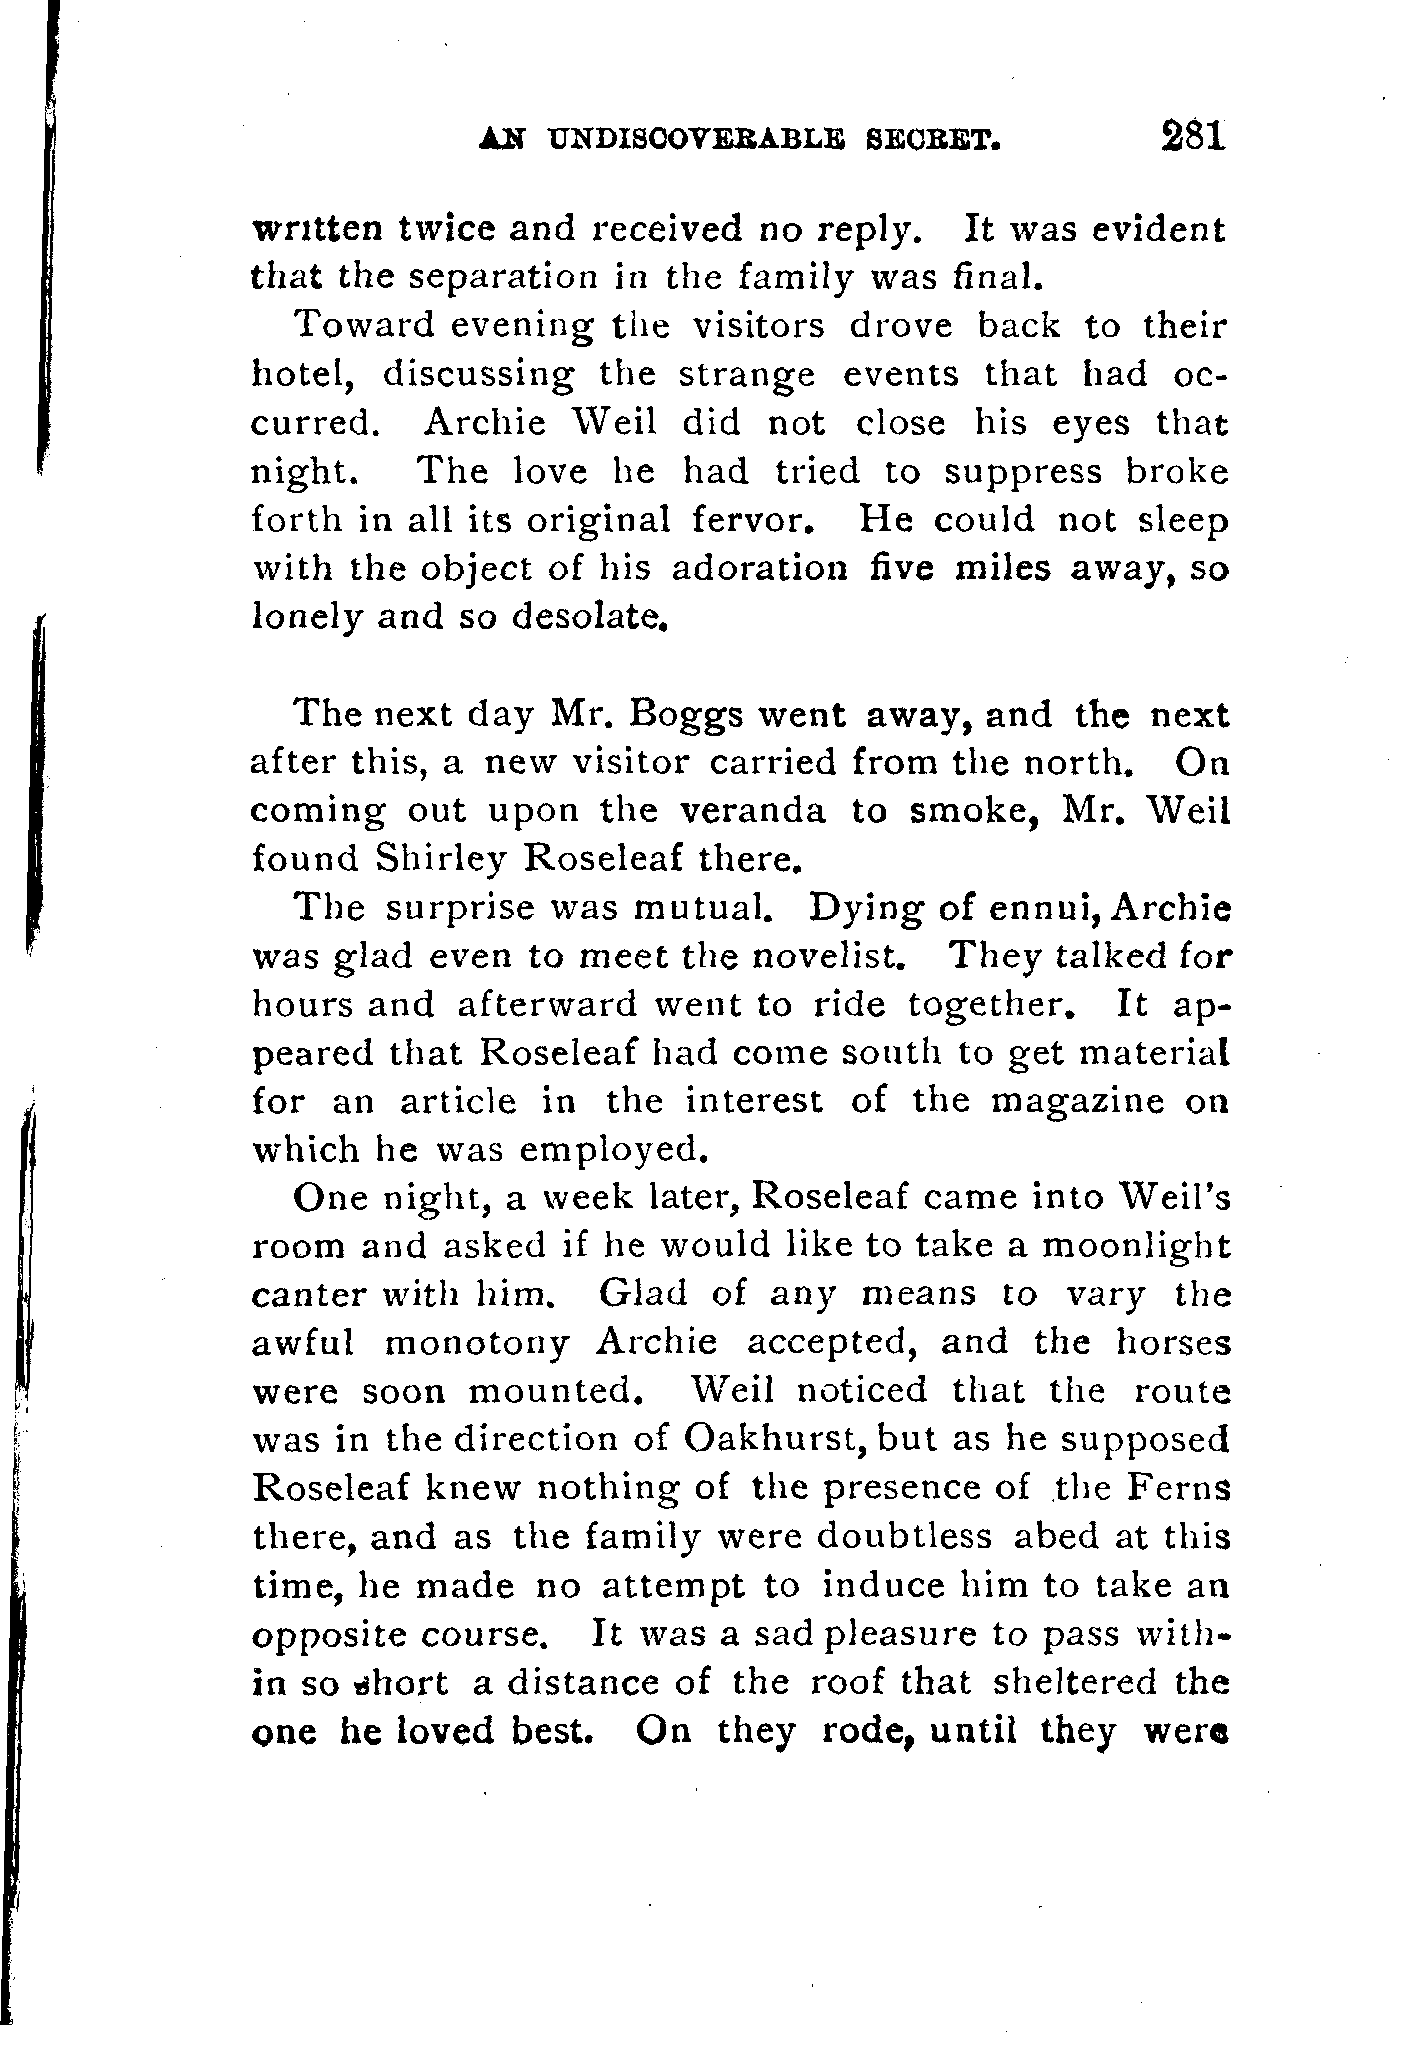 AN UNDISCOVERABLE SECRET. 281
written twice and received no reply. It was evident
that the separation in the family was final.
Toward evening the visitors drove back to their
hotel, discussing the strange events that had oc-
curred. Archie Weil did not close his eyes that
night. The love he had tried to suppress broke
forth in all its original fervor. He could not sleep
with the object of his adoration five miles away, so
lonely and so desolate.
The next day Mr. Boggs went away, and the next
after this, a new visitor carried from the north. On
coming out upon the veranda to smoke, Mr. Weil
found Shirley Roseleaf there.
The surprise was mutual. Dying of ennui, Archie
was glad even to meet the novelist. They talked for
hours and afterward went to ride together. It ap-
peared that Roseleaf had come south to get material
for an article in the interest of the magazine on
which he was employed.
One night, a week later, Roseleaf came into Weil's
room and asked if he would like to take a moonlight
canter with him. Glad of any means to vary the
awful monotony Archie accepted, and the horses
were soon mounted. Weil noticed that the route
was in the direction of Oakhurst, but as he supposed
Roseleaf knew nothing of the presence of the Ferns
there, and as the family were doubtless abed at this
time, he made no attempt to induce him to take an
opposite course. It was a sad pleasure to pass with-
in so short a distance of the roof that sheltered the
one he loved best. On they rode, until they were